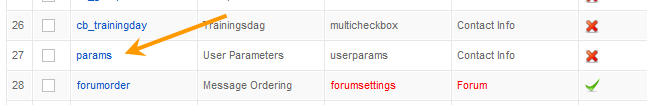 26 cb_trainingday Trainingsdag multicheckbox Contact Info
27 params User Parameters userparams Contact Info
28 forumorder Message Ordering forumsettings Forum